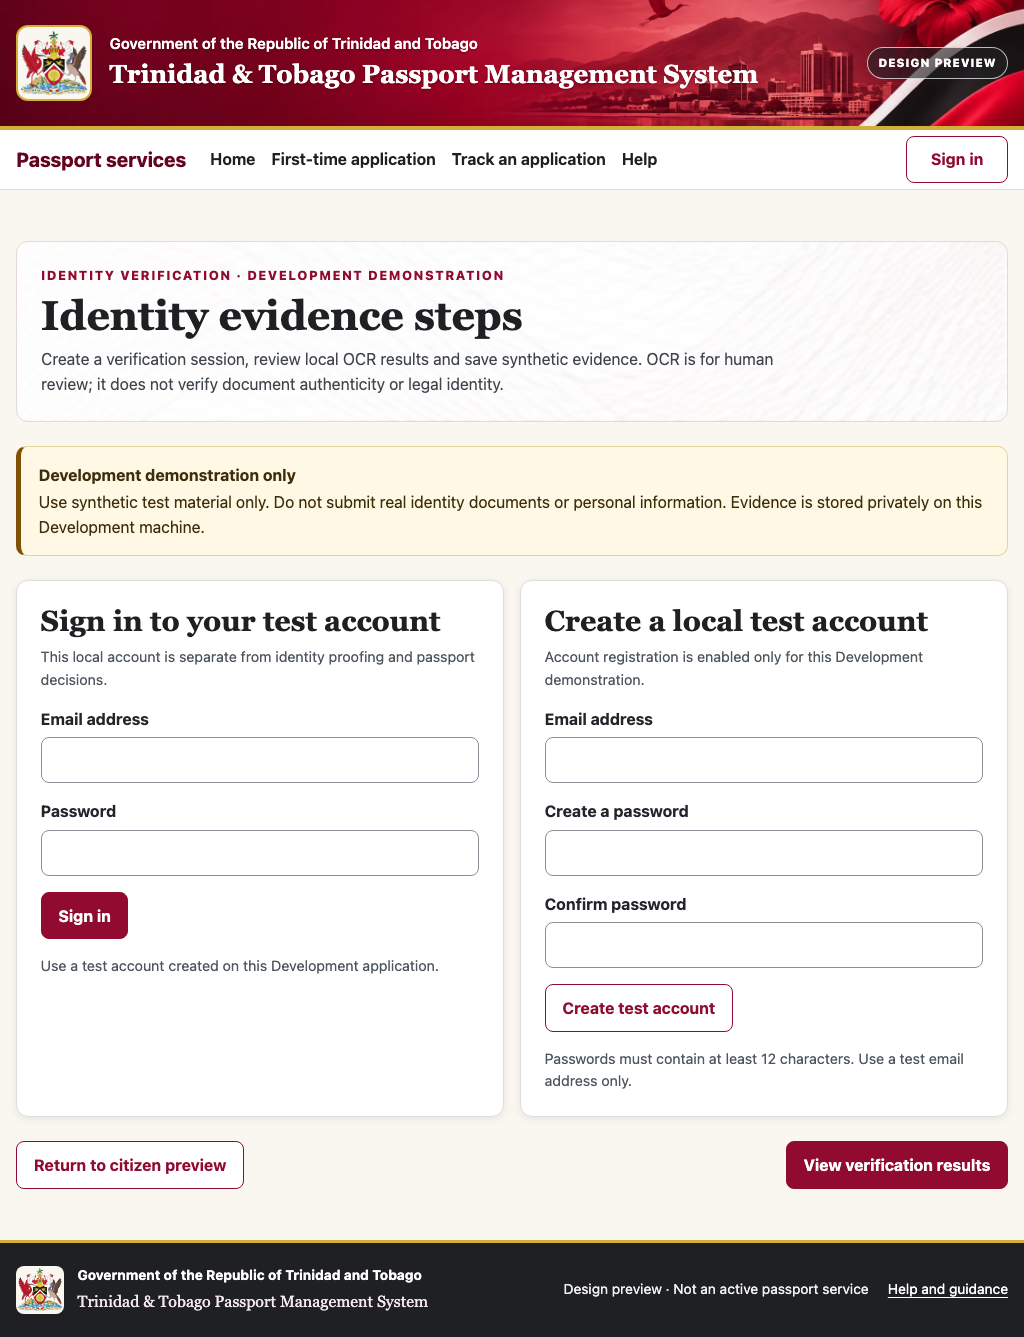 Government of the Republic of Trinidad and Tobago
Trinidad & Tobago Passport Management System
DESIGN PREVIEW
Passport services
Home
First-time application
Track an application
Help
Sign in
IDENTITY VERIFICATION · DEVELOPMENT DEMONSTRATION
Identity evidence steps
Create a verification session, review local OCR results and save synthetic evidence. OCR is for human
review; it does not verify document authenticity or legal identity.
Development demonstration only
Use synthetic test material only. Do not submit real identity documents or personal information. Evidence is stored privately on this
Development machine.
Sign in to your test account
This local account is separate from identity proofing and passport
decisions.
Email address
Password
Sign in
Use a test account created on this Development application.
Create a local test account
Account registration is enabled only for this Development
demonstration.
Email address
Create a password
Confirm password
Create test account
Passwords must contain at least 12 characters. Use a test email
address only.
Return to citizen preview
View verification results
Government of the Republic of Trinidad and Tobago
Trinidad & Tobago Passport Management System
Design preview · Not an active passport service
Help and guidance